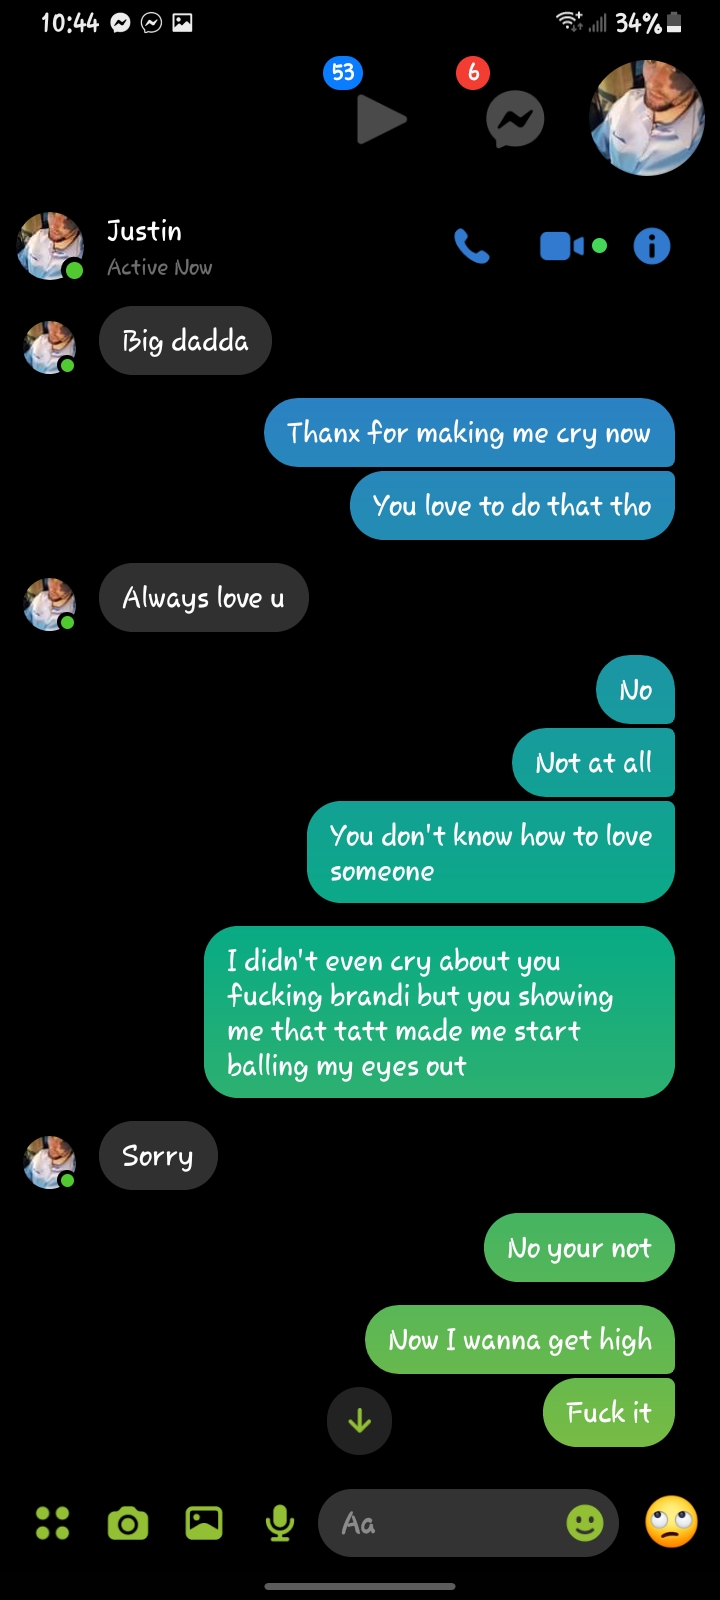 10:44
34%
53
6
Justin
Active Now
Big dadda
Thanx for making me cry now
You love to do that tho
Always love u
No
Not at all
You don't know how to love
someone
I didn't even cry about you
fucking brandi but you showing
me that tatt made me start
balling my eyes out
Sorry
No your not
Now I wanna get high
Fuck it
Aa